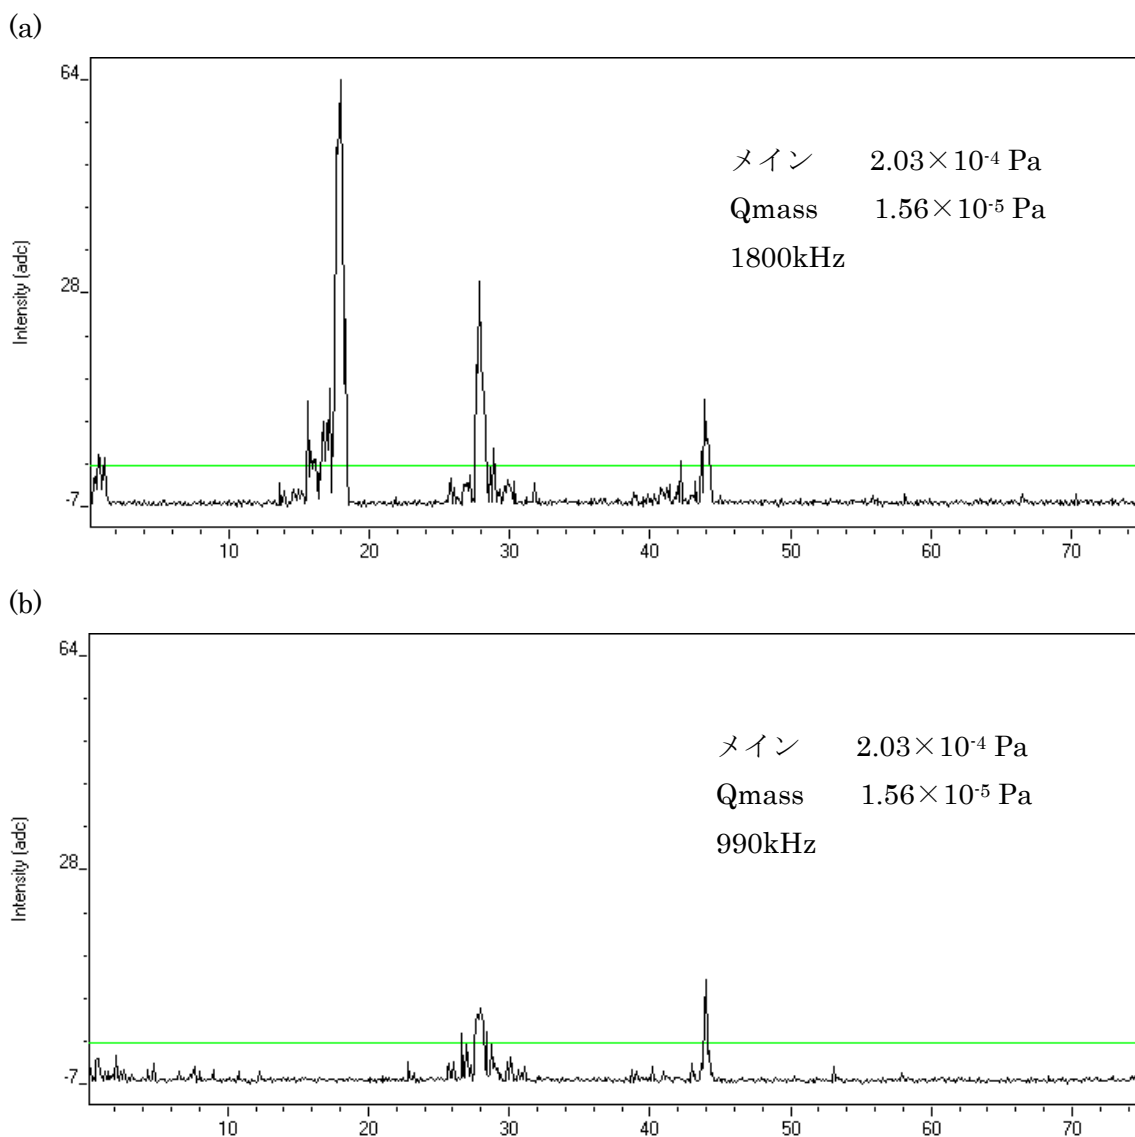 (a)
64
メイン 2.03×10-4 Pa
Qmass 1.56×10-5 Pa
1800kHz
Intensity (adc)
28
-7
10 20 30 40 50 60 70
(b)
64
メイン 2.03×10-4 Pa
Qmass 1.56×10-5 Pa
990kHz
Intensity (adc)
28
-7
10 20 30 40 50 60 70